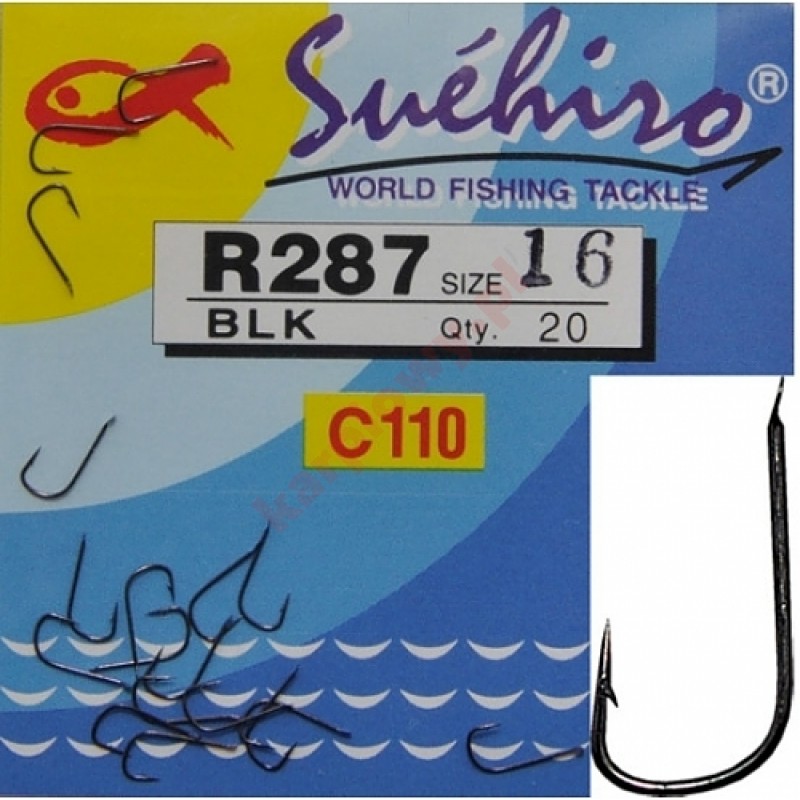 Suéhiro®
WORLD FISHING TACKLE
R287 SIZE 16
BLK Qty. 20
C110